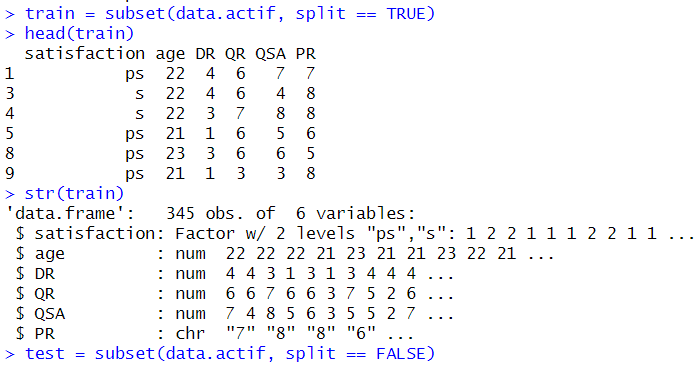 > train = subset(data.actif, split == TRUE)
> head(train)
  satisfaction age DR QR QSA PR
1           ps  22  4  6   7  7
3            s  22  4  6   4  8
4            s  22  3  7   8  8
5           ps  21  1  6   5  6
8           ps  23  3  6   6  5
9           ps  21  1  3   3  8
> str(train)
'data.frame':   345 obs. of  6 variables:
 $ satisfaction: Factor w/ 2 levels "ps","s": 1 2 2 1 1 1 2 2 1 1 ...
 $ age         : num  22 22 22 21 23 21 21 23 22 21 ...
 $ DR          : num  4 4 3 1 3 1 3 4 4 4 ...
 $ QR          : num  6 6 7 6 6 3 7 5 2 6 ...
 $ QSA         : num  7 4 8 5 6 3 5 5 2 7 ...
 $ PR          : chr  "7" "8" "8" "6" ...
> test = subset(data.actif, split == FALSE)